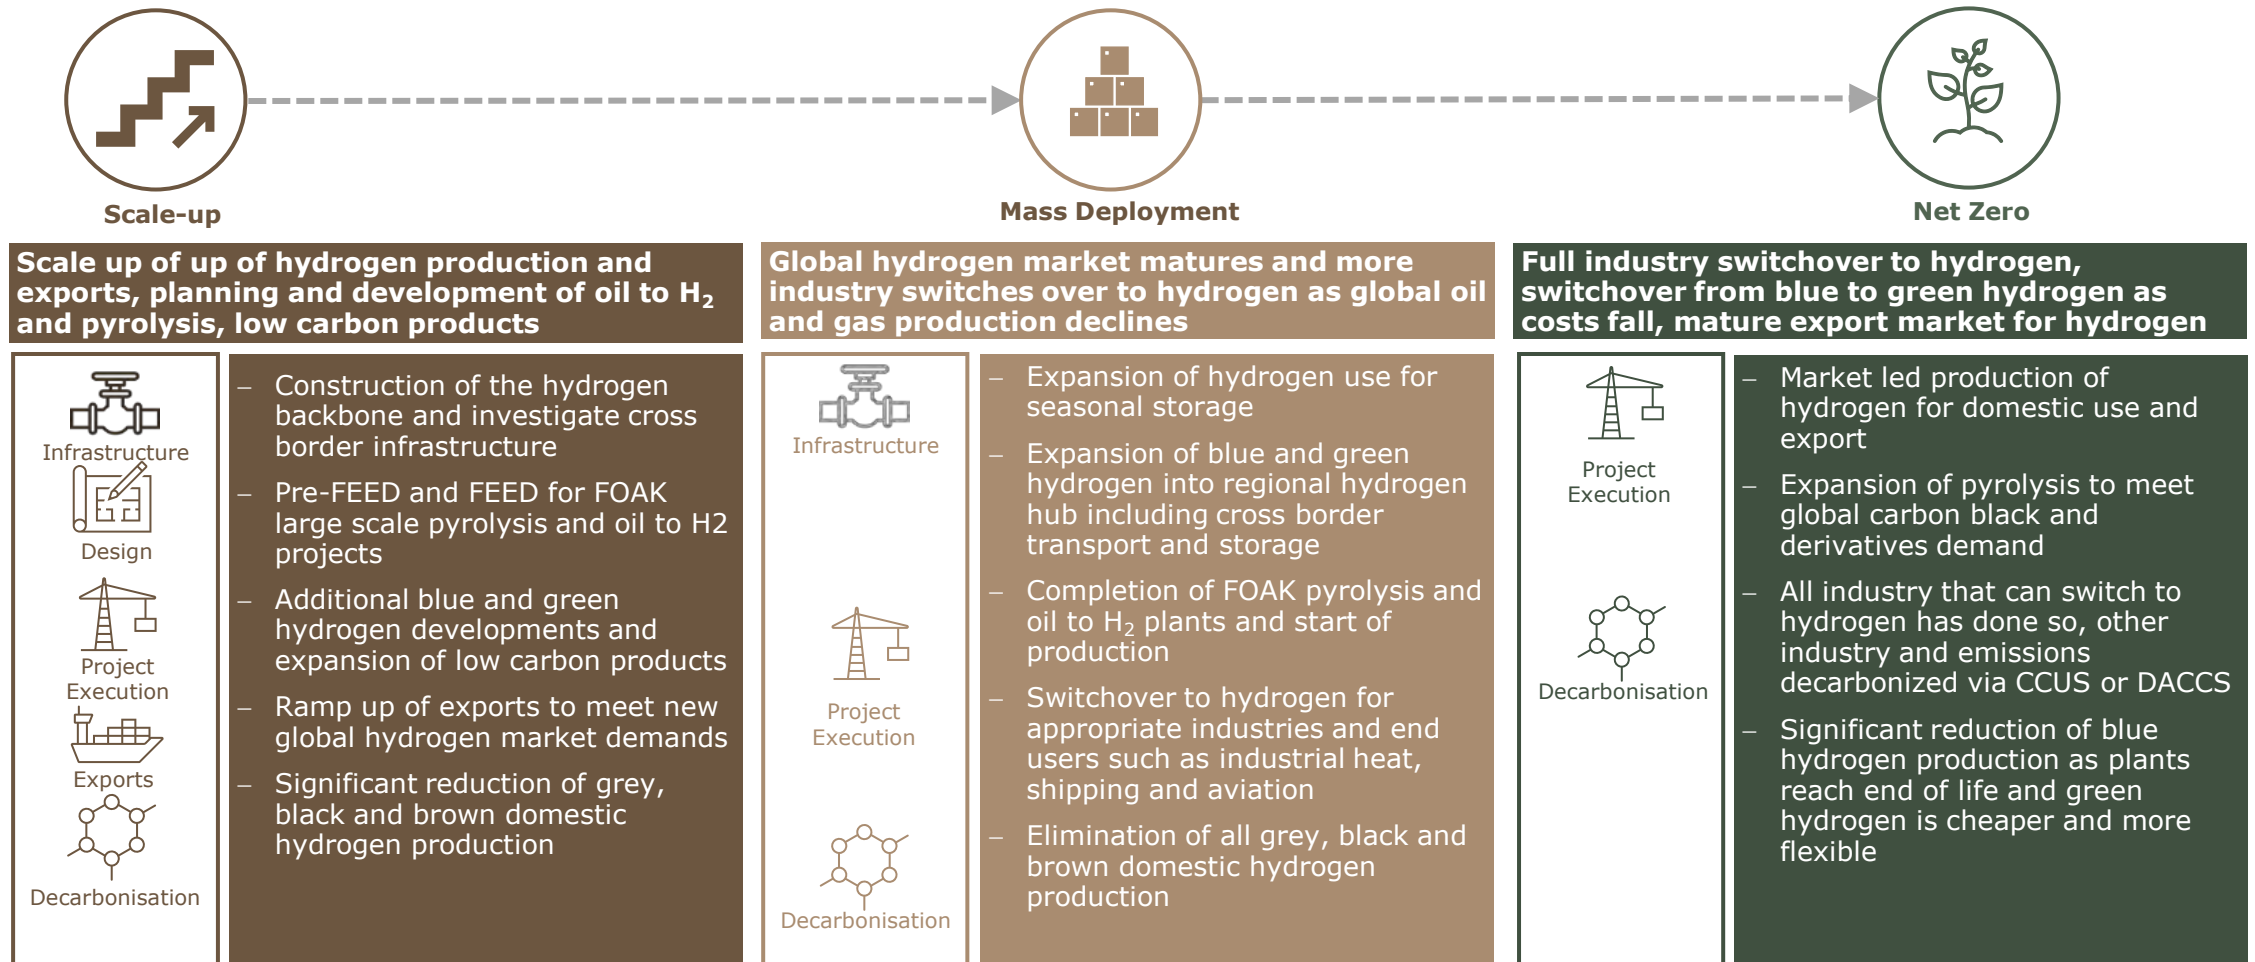 Scale-up
Mass Deployment
Net Zero
Scale up of up of hydrogen production and
exports, planning and development of oil to H₂
and pyrolysis, low carbon products
Infrastructure
Design
Project
Execution
Exports
Decarbonisation
– Construction of the hydrogen
backbone and investigate cross
border infrastructure
– Pre-FEED and FEED for FOAK
large scale pyrolysis and oil to H2
projects
– Additional blue and green
hydrogen developments and
expansion of low carbon products
– Ramp up of exports to meet new
global hydrogen market demands
– Significant reduction of grey,
black and brown domestic
hydrogen production
Global hydrogen market matures and more
industry switches over to hydrogen as global oil
and gas production declines
Infrastructure
Project
Execution
Decarbonisation
– Expansion of hydrogen use for
seasonal storage
– Expansion of blue and green
hydrogen into regional hydrogen
hub including cross border
transport and storage
– Completion of FOAK pyrolysis and
oil to H₂ plants and start of
production
– Switchover to hydrogen for
appropriate industries and end
users such as industrial heat,
shipping and aviation
– Elimination of all grey, black and
brown domestic hydrogen
production
Full industry switchover to hydrogen,
switchover from blue to green hydrogen as
costs fall, mature export market for hydrogen
Project
Execution
Decarbonisation
– Market led production of
hydrogen for domestic use and
export
– Expansion of pyrolysis to meet
global carbon black and
derivatives demand
– All industry that can switch to
hydrogen has done so, other
industry and emissions
decarbonized via CCUS or DACCS
– Significant reduction of blue
hydrogen production as plants
reach end of life and green
hydrogen is cheaper and more
flexible